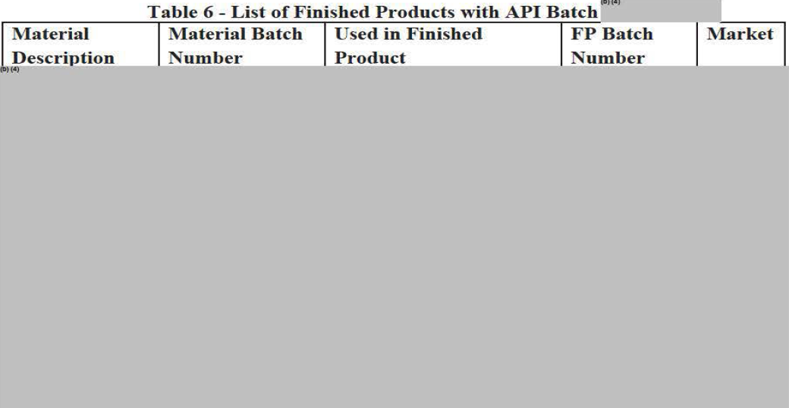 Table 6 - List of Finished Products with API Batch (b) (4)
Material Description | Material Batch Number | Used in Finished Product | FP Batch Number | Market
(b) (4)